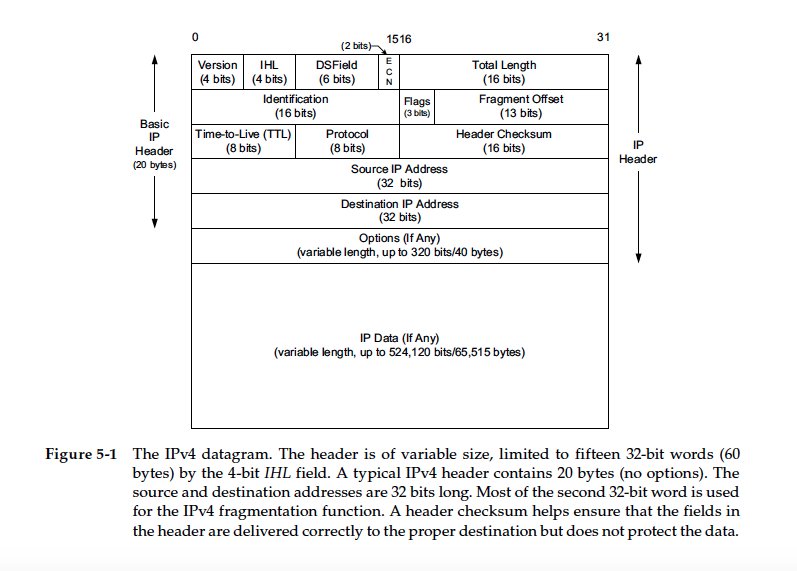 0 1516 31
(2 bits)
Version IHL DSField E C N Total Length
(4 bits) (4 bits) (6 bits) (16 bits)
Identification Flags Fragment Offset
(16 bits) (3 bits) (13 bits)
Basic
IP
Header
(20 bytes)
Time-to-Live (TTL) Protocol Header Checksum
(8 bits) (8 bits) (16 bits)
IP
Header
Source IP Address
(32 bits)
Destination IP Address
(32 bits)
Options (If Any)
(variable length, up to 320 bits/40 bytes)
IP Data (If Any)
(variable length, up to 524,120 bits/65,515 bytes)
Figure 5-1 The IPv4 datagram. The header is of variable size, limited to fifteen 32-bit words (60
bytes) by the 4-bit IHL field. A typical IPv4 header contains 20 bytes (no options). The
source and destination addresses are 32 bits long. Most of the second 32-bit word is used
for the IPv4 fragmentation function. A header checksum helps ensure that the fields in
the header are delivered correctly to the proper destination but does not protect the data.